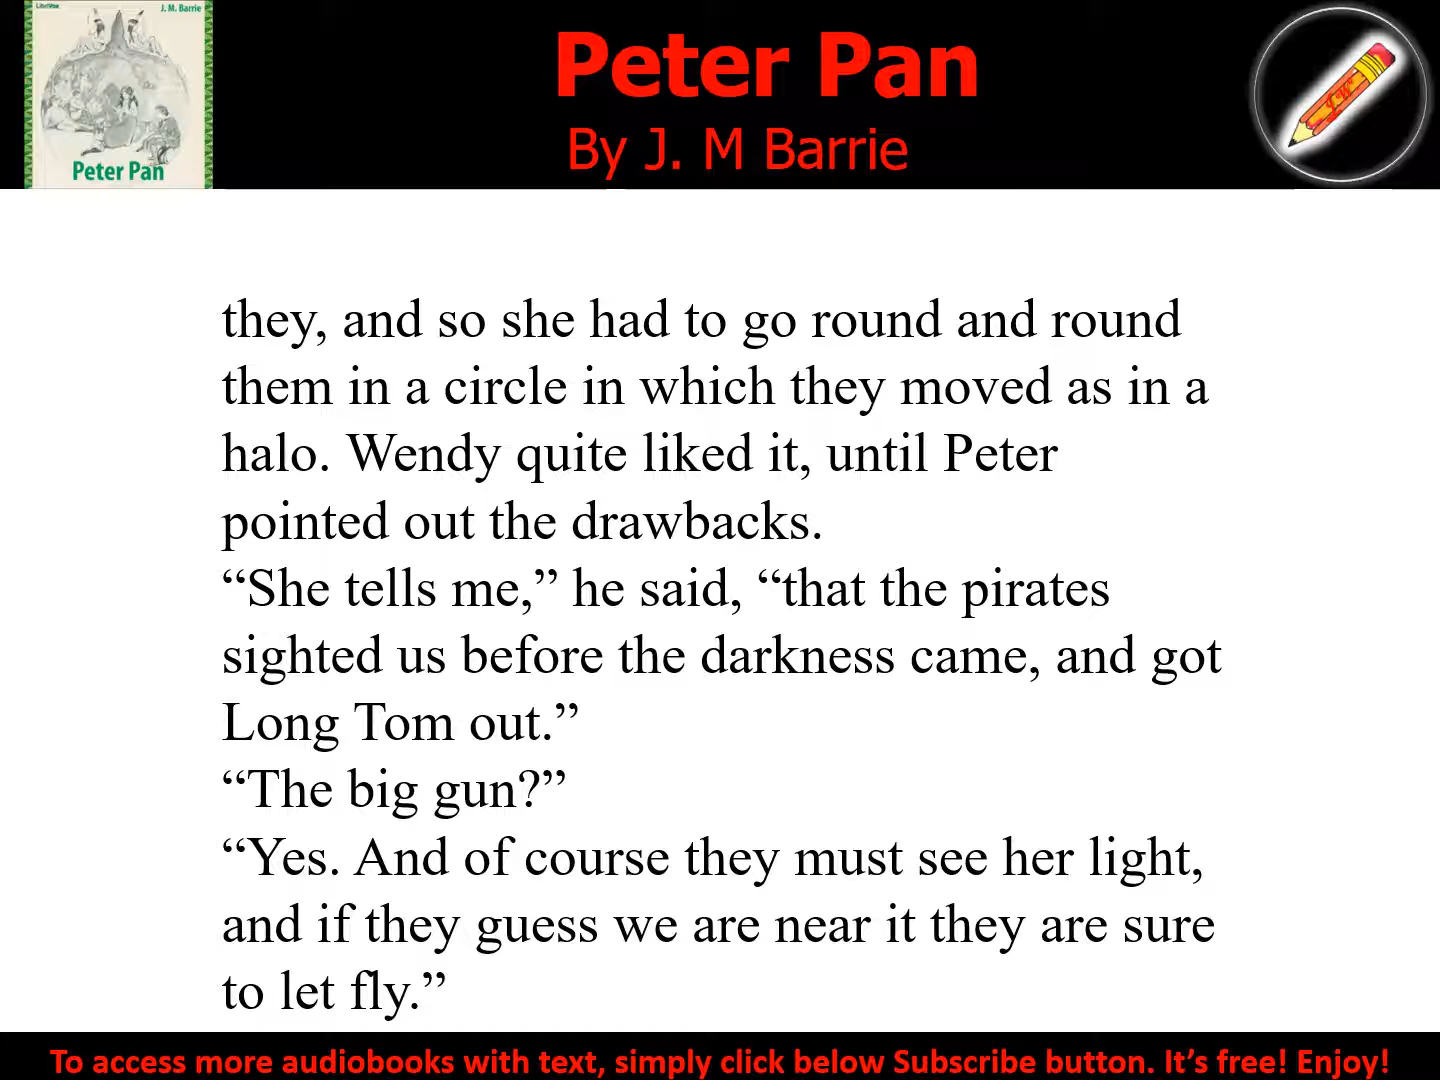 LibriVox
J. M. Barrie
Peter Pan
Peter Pan
By J. M Barrie
they, and so she had to go round and round
them in a circle in which they moved as in a
halo. Wendy quite liked it, until Peter
pointed out the drawbacks.
“She tells me,” he said, “that the pirates
sighted us before the darkness came, and got
Long Tom out.”
“The big gun?”
“Yes. And of course they must see her light,
and if they guess we are near it they are sure
to let fly.”
To access more audiobooks with text, simply click below Subscribe button. It’s free! Enjoy!